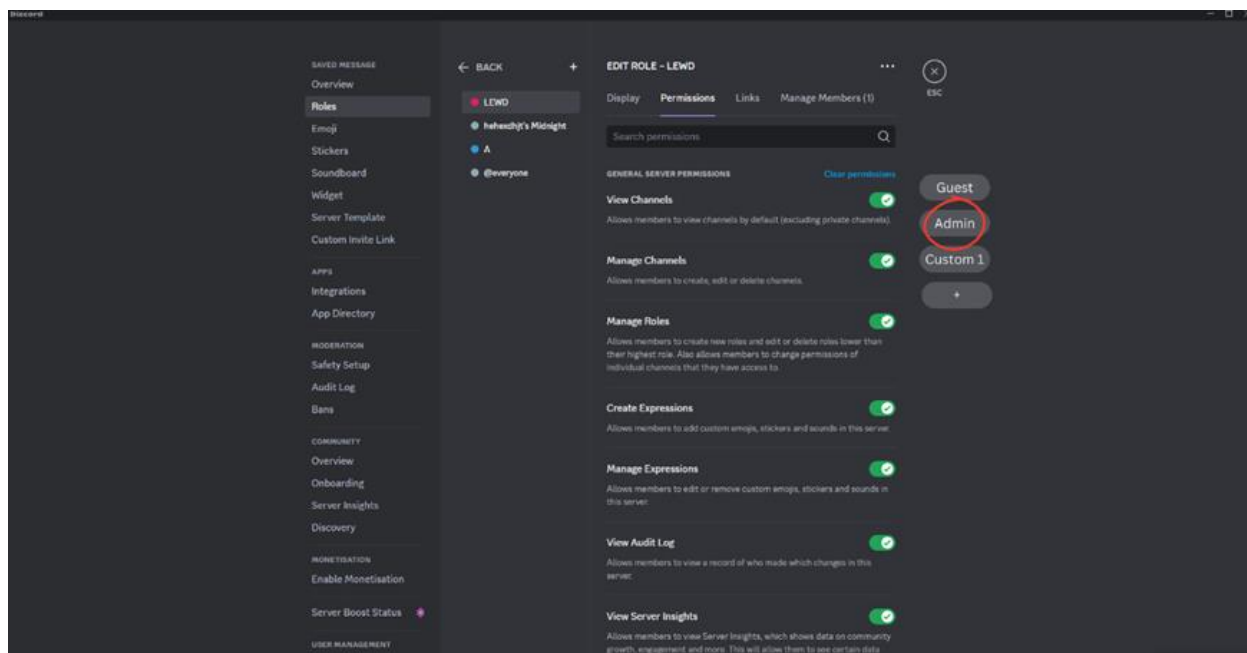 Discord
SAVED MESSAGE
Overview
Roles
Emoji
Stickers
Soundboard
Widget
Server Template
Custom Invite Link
APPS
Integrations
App Directory
MODERATION
Safety Setup
Audit Log
Bans
COMMUNITY
Overview
Onboarding
Server Insights
Discovery
MONETISATION
Enable Monetisation
Server Boost Status
USER MANAGEMENT
← BACK +
LEWD
Midnight
A
@everyone
EDIT ROLE - LEWD ...
Display Permissions Links Manage Members (1)
Search permissions
GENERAL SERVER PERMISSIONS Clear permissions
View Channels
Allows members to view channels by default (excluding private channels).
Manage Channels
Allows members to create, edit or delete channels.
Manage Roles
Allows members to create new roles and edit or delete roles lower than
their highest role. Also allows members to change permissions of
individual channels that they have access to.
Create Expressions
Allows members to add custom emojis, stickers and sounds in this server.
Manage Expressions
Allows members to edit or remove custom emojis, stickers and sounds in
this server.
View Audit Log
Allows members to view a record of who made which changes in this
server.
View Server Insights
Allows members to view Server Insights, which shows data on community
growth, engagement and more. This will allow them to see certain data
ESC
Guest
Admin
Custom 1
+